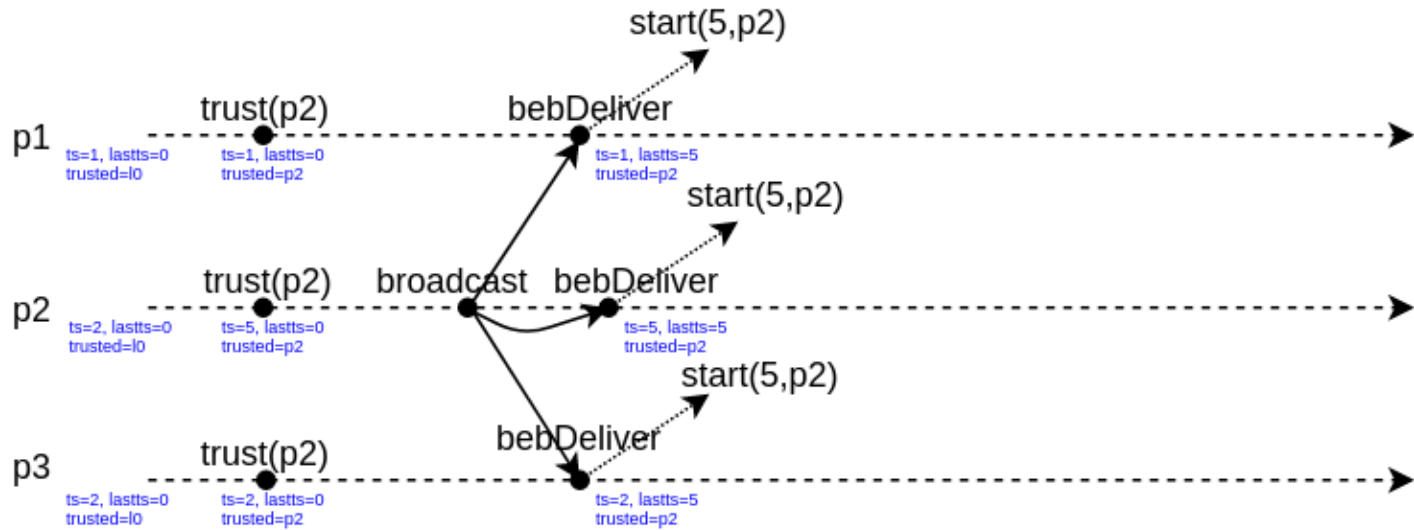 start(5,p2)
trust(p2) bebDeliver
p1
ts=1, lastts=0 ts=1, lastts=0 ts=1, lastts=5
trusted=l0 trusted=p2 trusted=p2
start(5,p2)
trust(p2) broadcast bebDeliver
p2
ts=2, lastts=0 ts=5, lastts=0 ts=5, lastts=5
trusted=l0 trusted=p2 trusted=p2
start(5,p2)
bebDeliver
trust(p2)
p3
ts=2, lastts=0 ts=2, lastts=0 ts=2, lastts=5
trusted=l0 trusted=p2 trusted=p2